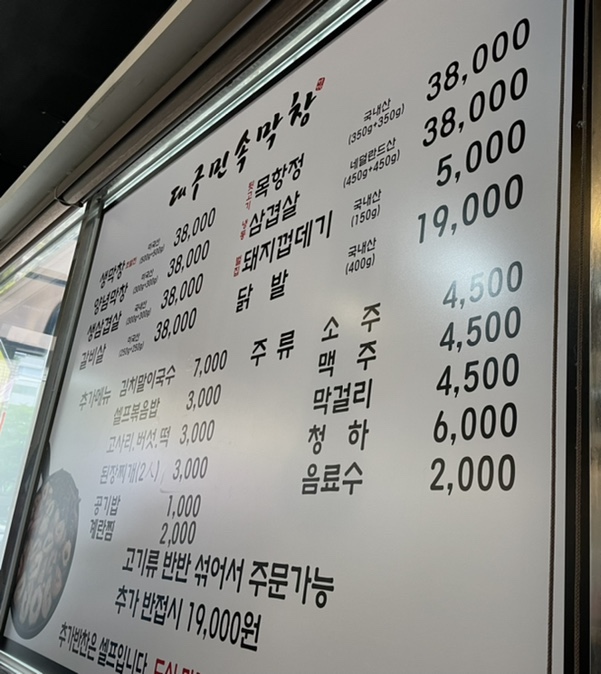 대구민속막창
생막창 38,000
양념막창 38,000
생삼겹살 국내산 38,000
갈비살 38,000
추가메뉴 김치말이국수 7,000
셀프볶음밥 3,000
고사리,버섯,떡 3,000
된장찌개(2人) 3,000
공기밥 1,000
계란찜 2,000
목항정 국내산 (350g+350g) 38,000
삼겹살 네덜란드산 (450g+450g) 38,000
돼지껍데기 국내산 (150g) 5,000
닭발 국내산 (400g) 19,000
주류 소주 4,500
맥주 4,500
막걸리 4,500
청하 6,000
음료수 2,000
고기류 반반 섞어서 주문가능
추가 반접시 19,000원
추가반찬은 셀프입니다